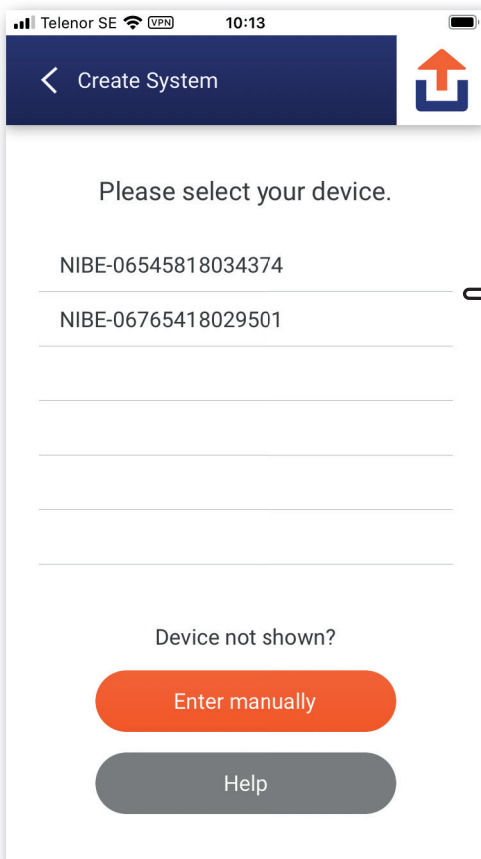 Telenor SE VPN 10:13
Create System
Please select your device.
NIBE-06545818034374
NIBE-06765418029501
Device not shown?
Enter manually
Help